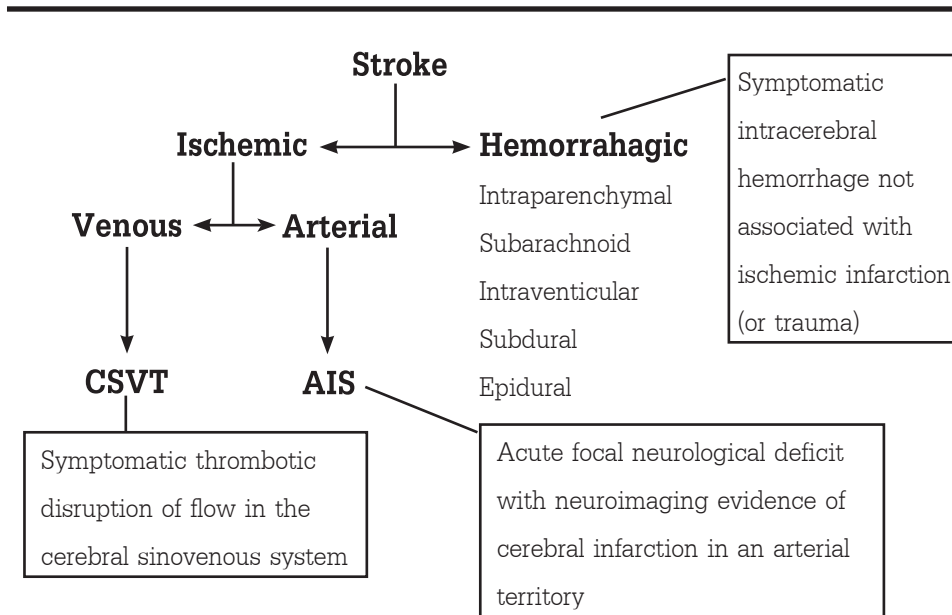 Stroke
Ischemic
Hemorrahagic
Intraparenchymal
Subarachnoid
Intraventicular
Subdural
Epidural
Symptomatic
intracerebral
hemorrhage not
associated with
ischemic infarction
(or trauma)
Venous
Arterial
CSVT
AIS
Symptomatic thrombotic
disruption of flow in the
cerebral sinovenous system
Acute focal neurological deficit
with neuroimaging evidence of
cerebral infarction in an arterial
territory